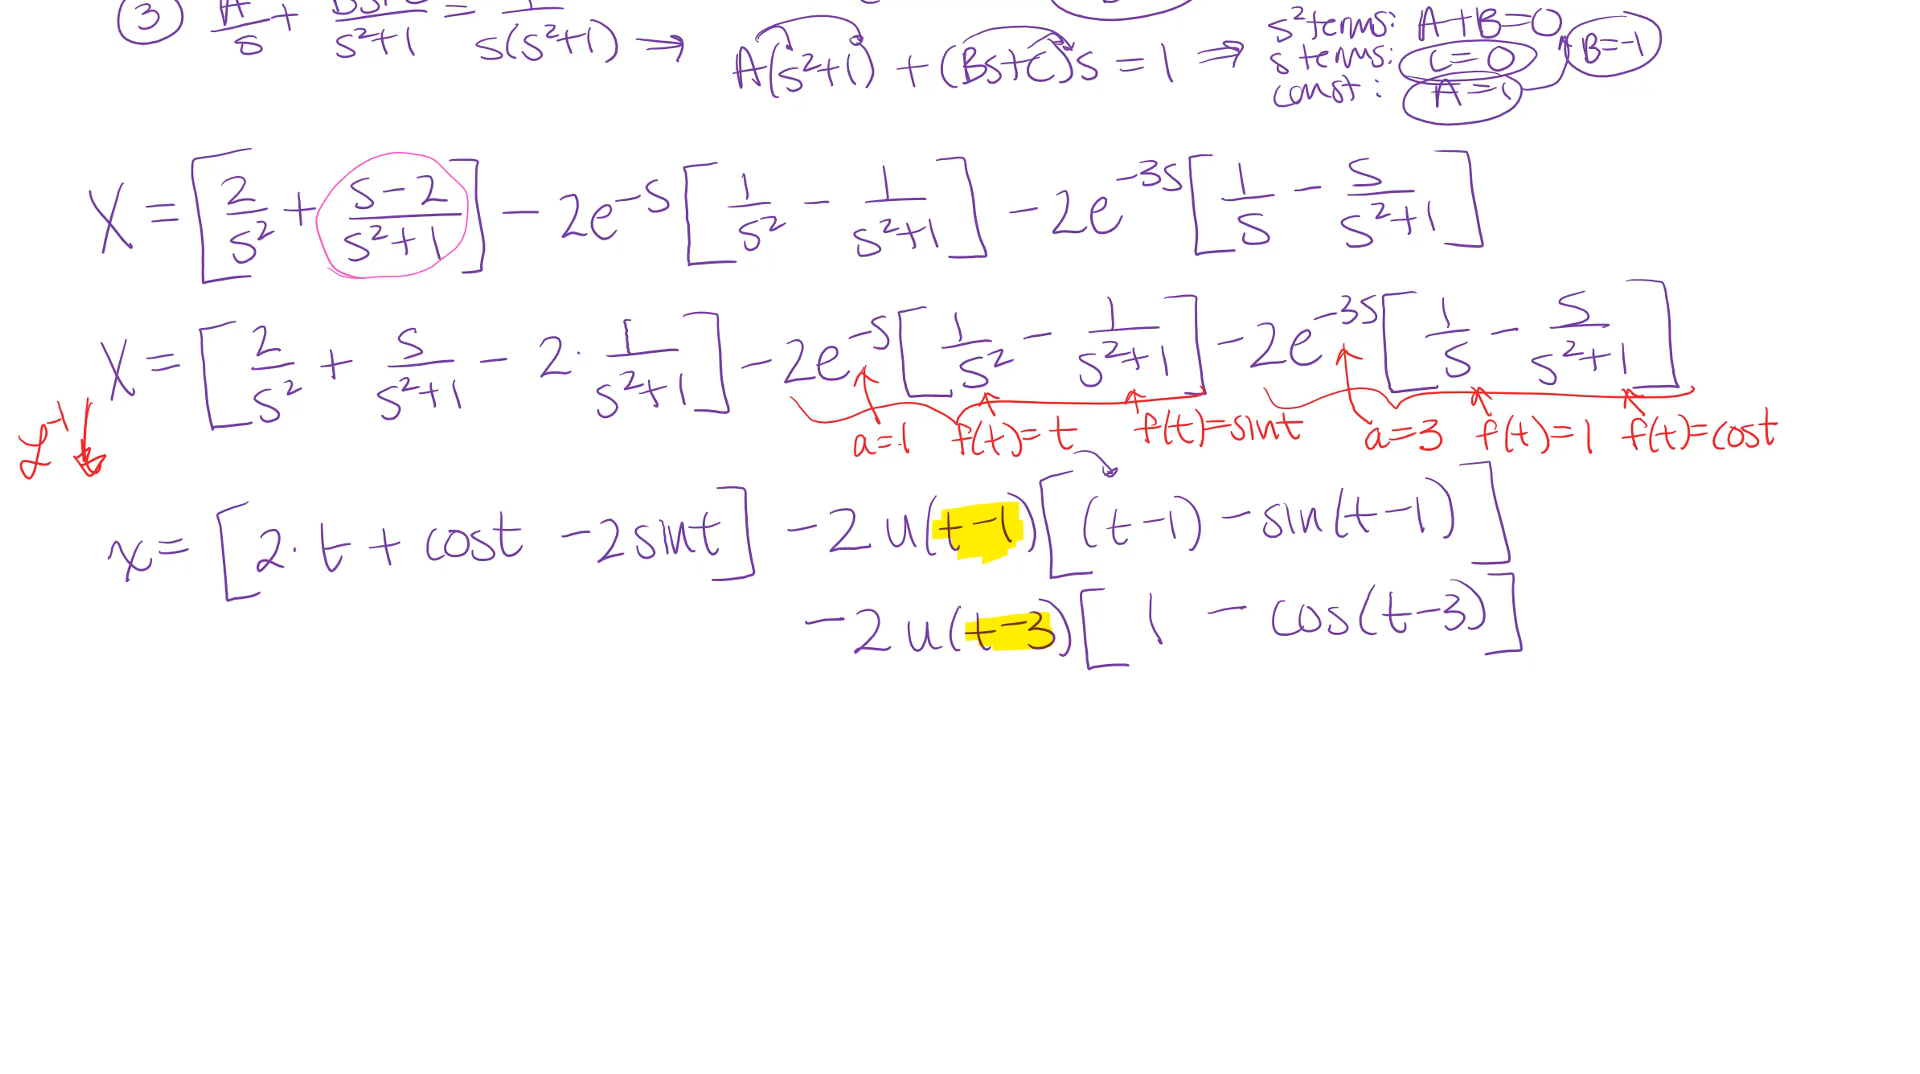 ③ A/s + Bs+C/s²+1 = 1/s(s²+1) → A(s²+1) + (Bs+C)s = 1 ⇒ s² terms: A+B=0 B=-1
s terms: C=0
const: A=1
X = [2/s² + s-2/s²+1] - 2e^-s [1/s² - 1/s²+1] - 2e^-3s [1/s - s/s²+1]
X = [2/s² + s/s²+1 - 2·1/s²+1] - 2e^-s [1/s² - 1/s²+1] - 2e^-3s [1/s - s/s²+1]
ℒ^-1 ↓ a=1 f(t)=t f(t)=sint a=3 f(t)=1 f(t)=cost
x = [2·t + cost - 2sint] - 2u(t-1)[(t-1) - sin(t-1)]
- 2u(t-3)[1 - cos(t-3)]